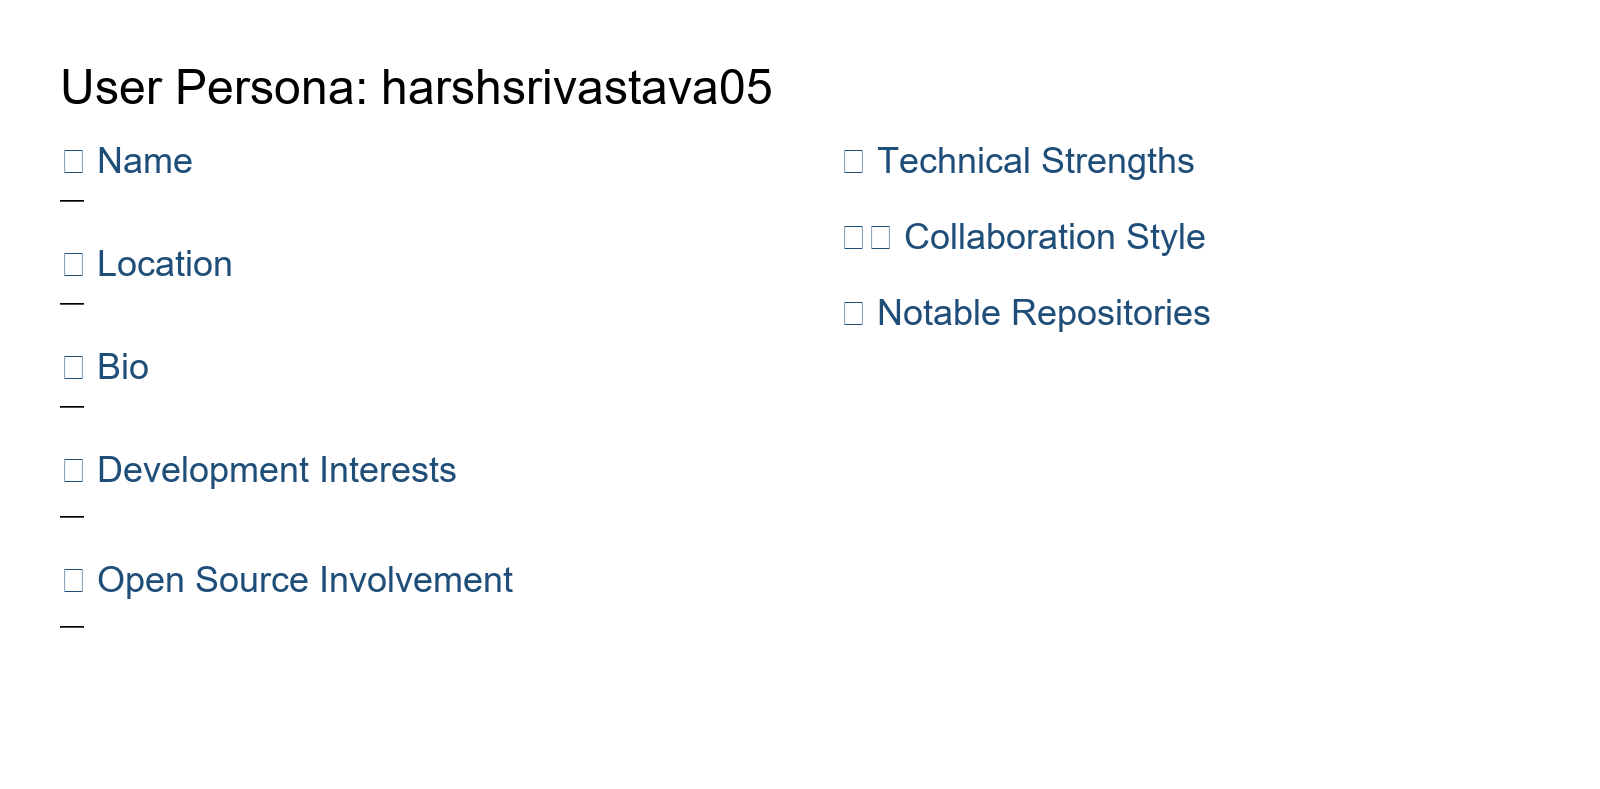 User Persona: harshsrivastava05
Name
—
Location
—
Bio
—
Development Interests
—
Open Source Involvement
—
Technical Strengths
Collaboration Style
Notable Repositories